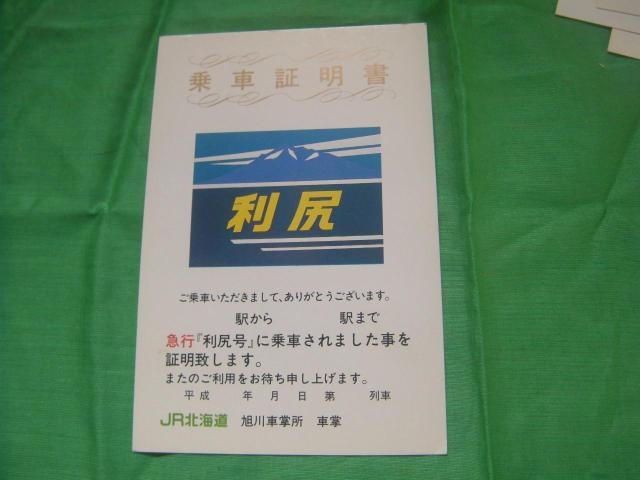 乗車証明書
利尻
ご乗車いただきまして、ありがとうございます。
駅から 駅まで
急行『利尻号』に乗車されました事を
証明致します。
またのご利用をお待ち申し上げます。
平成 年 月 日 第 列車
JR北海道 旭川車掌所 車掌